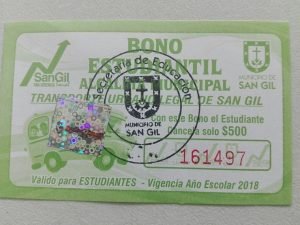 BONO
ESTUDIANTIL
ALCALDÍA MUNICIPAL
TRANSPORTE URBANO LEGAL DE SAN GIL
SanGil
MUNICIPIO DE
SAN GIL
Secretaría de Educación
MUNICIPIO DE
SAN GIL
Con este Bono el Estudiante
Cancela solo $500
161497
Válido para ESTUDIANTES - Vigencia Año Escolar 2018